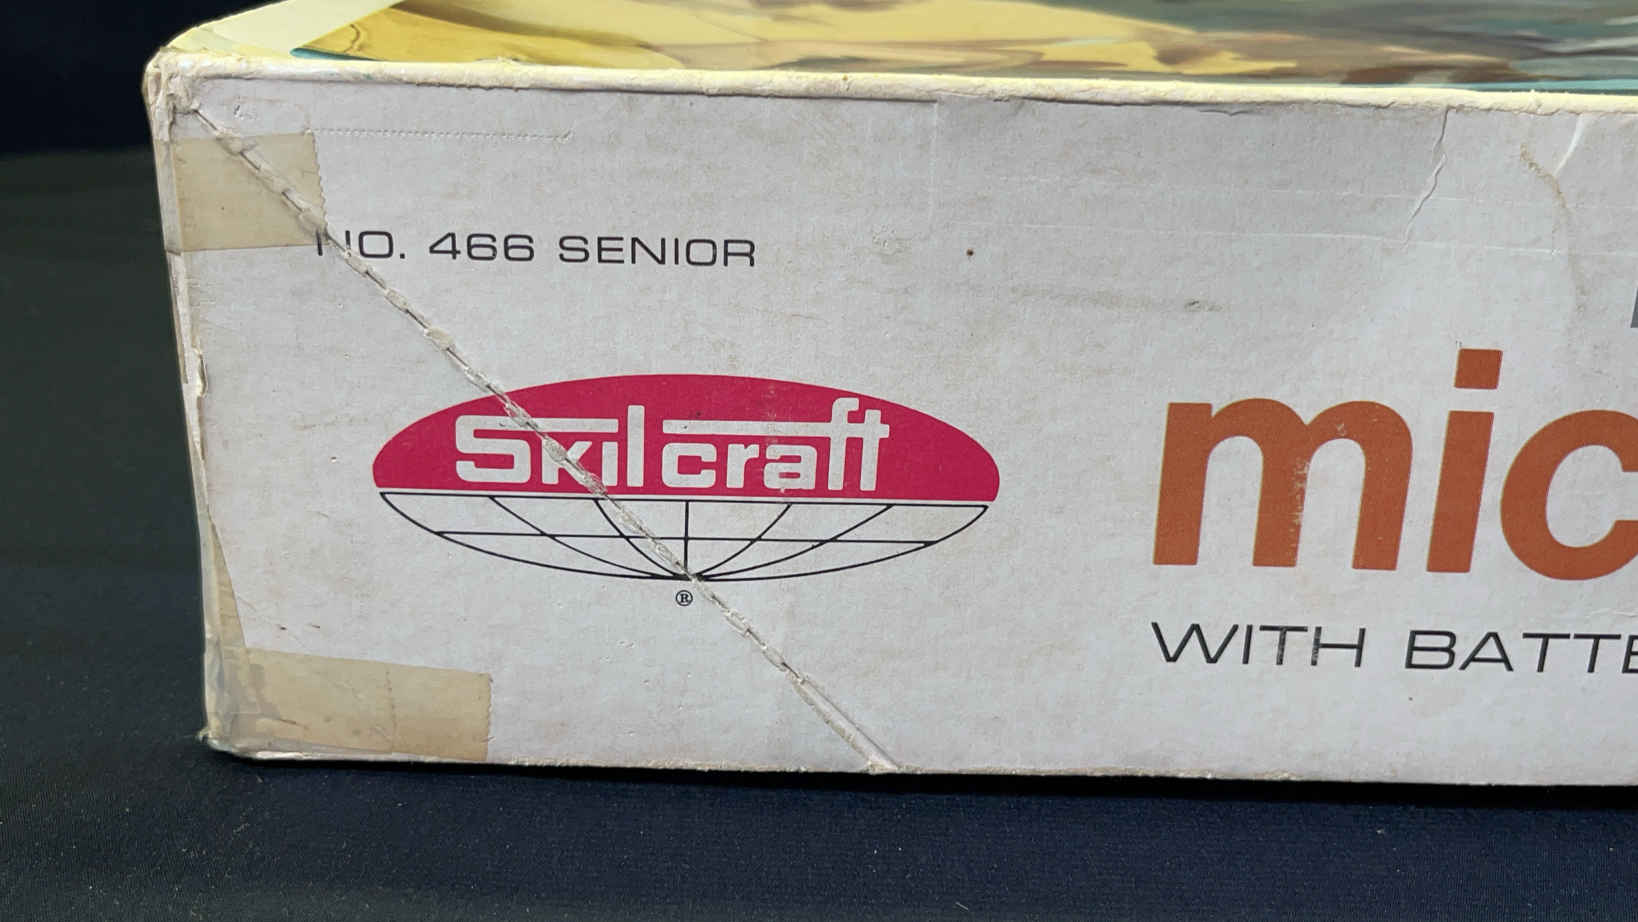 NO. 466 SENIOR
Skilcraft
®
mic
WITH BATTE